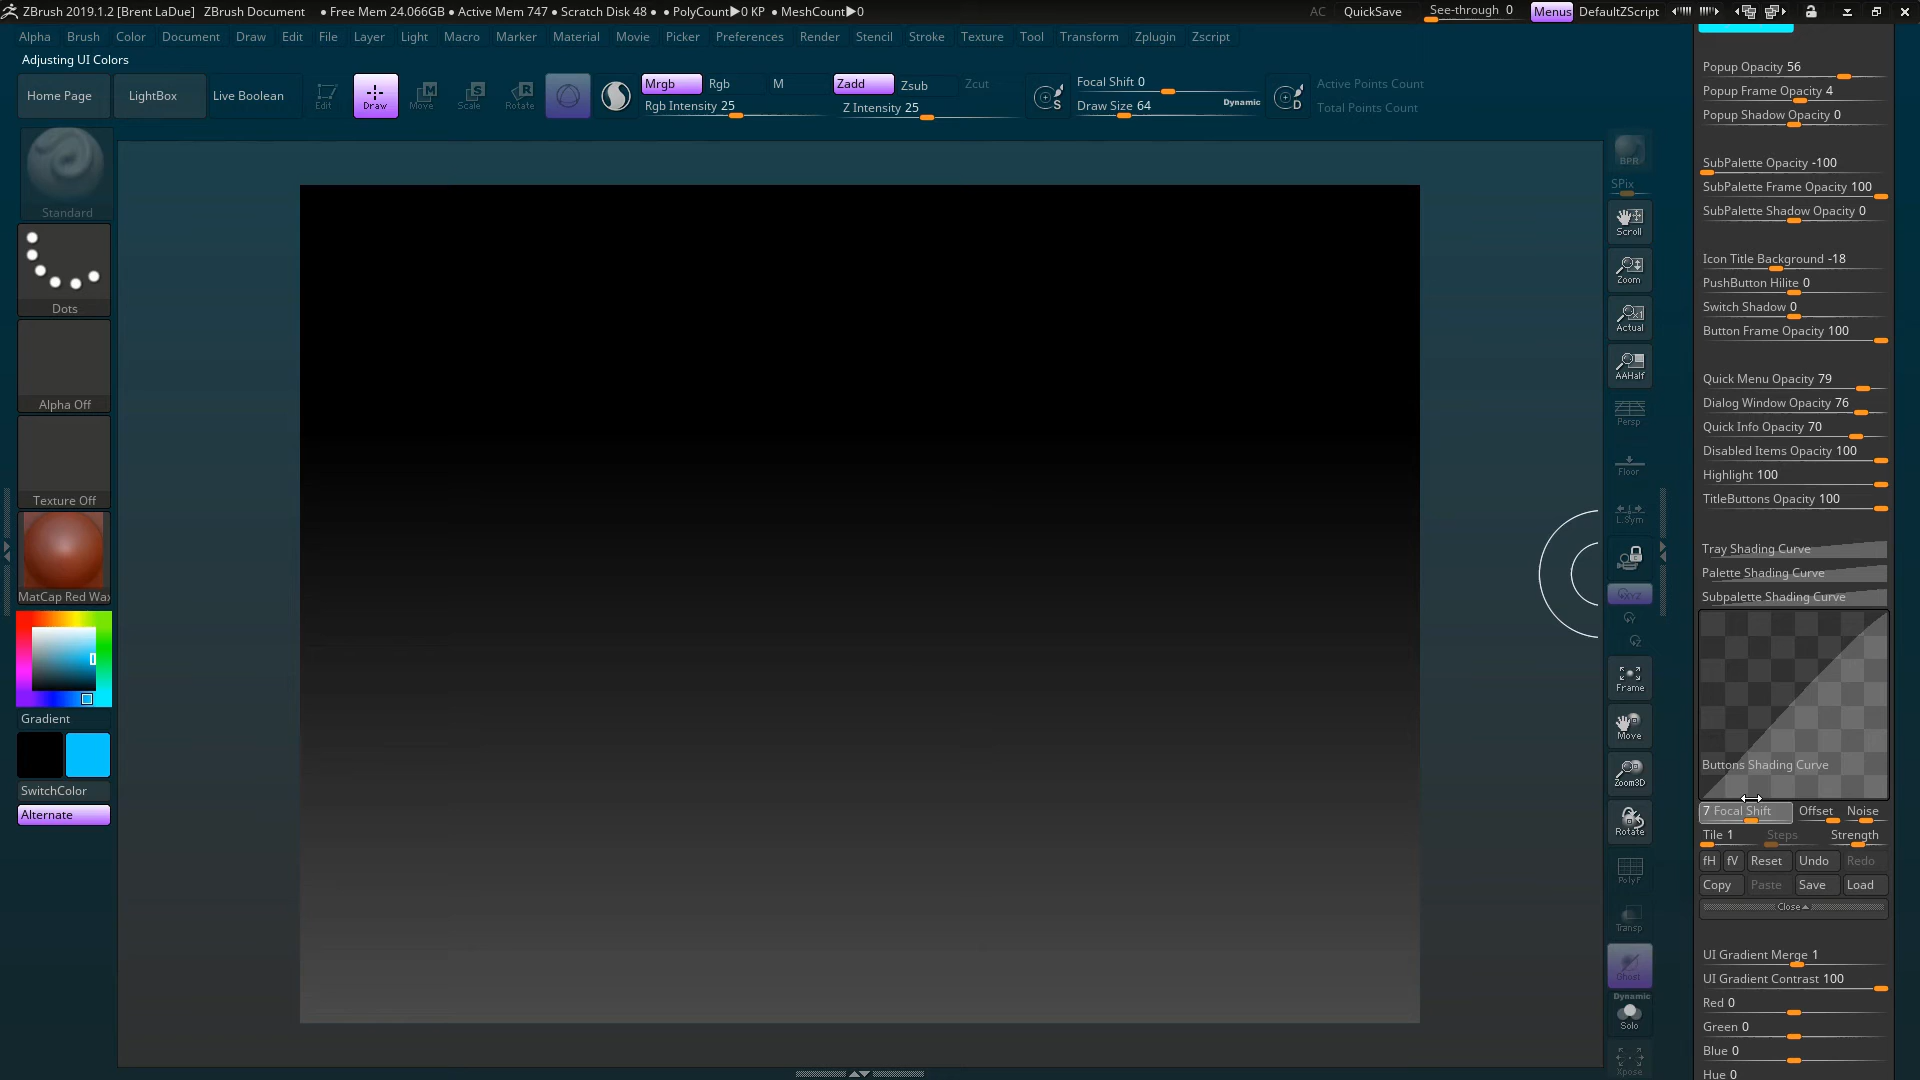 ZBrush 2019.1.2 [Brent LaDue] ZBrush Document • Free Mem 24.066GB • Active Mem 747 • Scratch Disk 48 • • PolyCount▶0 KP • MeshCount▶0 AC QuickSave See-through 0 Menus DefaultZScript
Alpha Brush Color Document Draw Edit File Layer Light Macro Marker Material Movie Picker Preferences Render Stencil Stroke Texture Tool Transform Zplugin Zscript
Adjusting UI Colors
Home Page LightBox Live Boolean Edit Draw Move Scale Rotate
Mrgb Rgb M Zadd Zsub Zcut
Rgb Intensity 25 Z Intensity 25
S Focal Shift 0
Draw Size 64 Dynamic D
Active Points Count
Total Points Count
Standard
Dots
Alpha Off
Texture Off
MatCap Red Wax
Gradient
SwitchColor
Alternate
BPR
SPix
Scroll
Zoom
Actual
AAHalf
Persp
Floor
L.Sym
XYZ
Frame
Move
Zoom3D
Rotate
PolyF
Transp
Ghost
Dynamic
Solo
Xpose
Popup Opacity 56
Popup Frame Opacity 4
Popup Shadow Opacity 0
SubPalette Opacity -100
SubPalette Frame Opacity 100
SubPalette Shadow Opacity 0
Icon Title Background -18
PushButton Hilite 0
Switch Shadow 0
Button Frame Opacity 100
Quick Menu Opacity 79
Dialog Window Opacity 76
Quick Info Opacity 70
Disabled Items Opacity 100
Highlight 100
TitleButtons Opacity 100
Tray Shading Curve
Palette Shading Curve
Subpalette Shading Curve
Buttons Shading Curve
7 Focal Shift Offset Noise
Tile 1 Steps Strength
fH fV Reset Undo Redo
Copy Paste Save Load
Close
UI Gradient Merge 1
UI Gradient Contrast 100
Red 0
Green 0
Blue 0
Hue 0